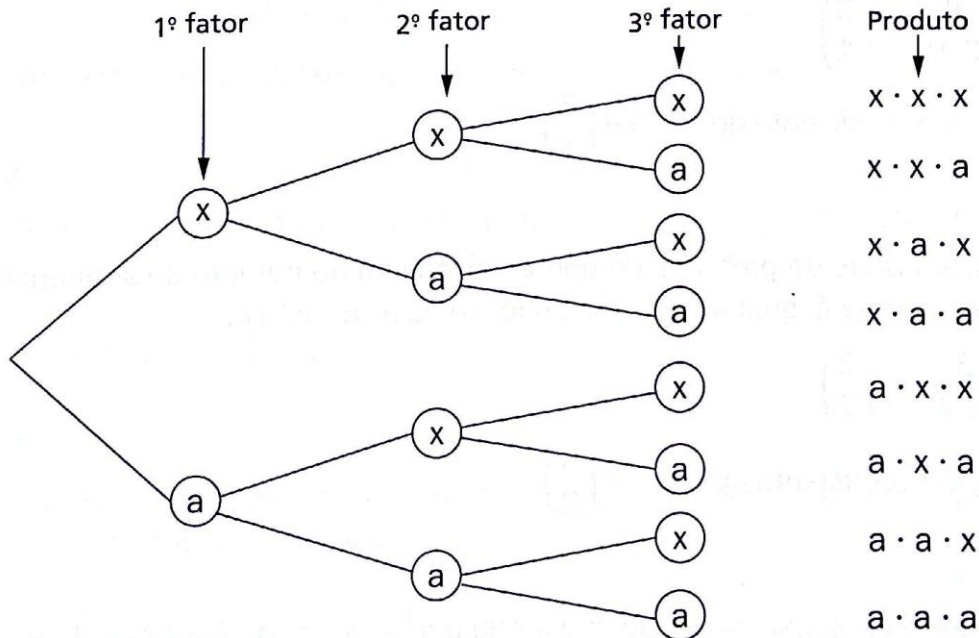 1º fator 2º fator 3º fator Produto
x x x x · x · x
a x · x · a
a x x · a · x
a x · a · a
a x x a · x · x
a a · x · a
a x a · a · x
a a · a · a